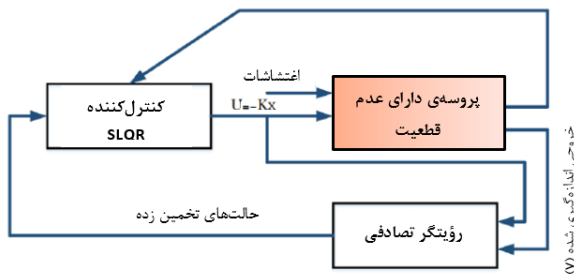 اغتشاشات
کنترل‌کننده
SLQR
U=-Kx
پروسه‌ی دارای عدم
قطعیت
خروجی اندازه‌گیری شده (y)
حالت‌های تخمین زده
رؤیتگر تصادفی